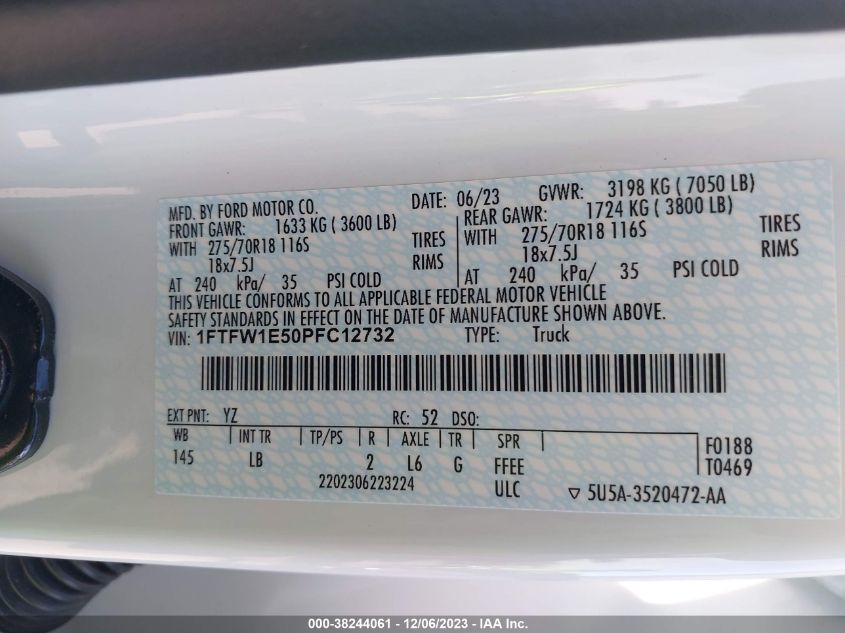 MFD. BY FORD MOTOR CO. DATE: 06/23 GVWR: 3198 KG ( 7050 LB)
FRONT GAWR: 1633 KG ( 3600 LB) REAR GAWR: 1724 KG ( 3800 LB)
WITH 275/70R18 116S TIRES WITH 275/70R18 116S TIRES
18x7.5J RIMS 18x7.5J RIMS
AT 240 kPa/ 35 PSI COLD AT 240 kPa/ 35 PSI COLD
THIS VEHICLE CONFORMS TO ALL APPLICABLE FEDERAL MOTOR VEHICLE
SAFETY STANDARDS IN EFFECT ON THE DATE OF MANUFACTURE SHOWN ABOVE.
VIN: 1FTFW1E50PFC12732 TYPE: Truck
EXT PNT: YZ RC: 52 DSO:
WB INT TR TP/PS R AXLE TR SPR F0188
145 LB 2 L6 G FFEE T0469
2202306223224 ULC ▽ 5U5A-3520472-AA
000-38244061 - 12/06/2023 - IAA Inc.